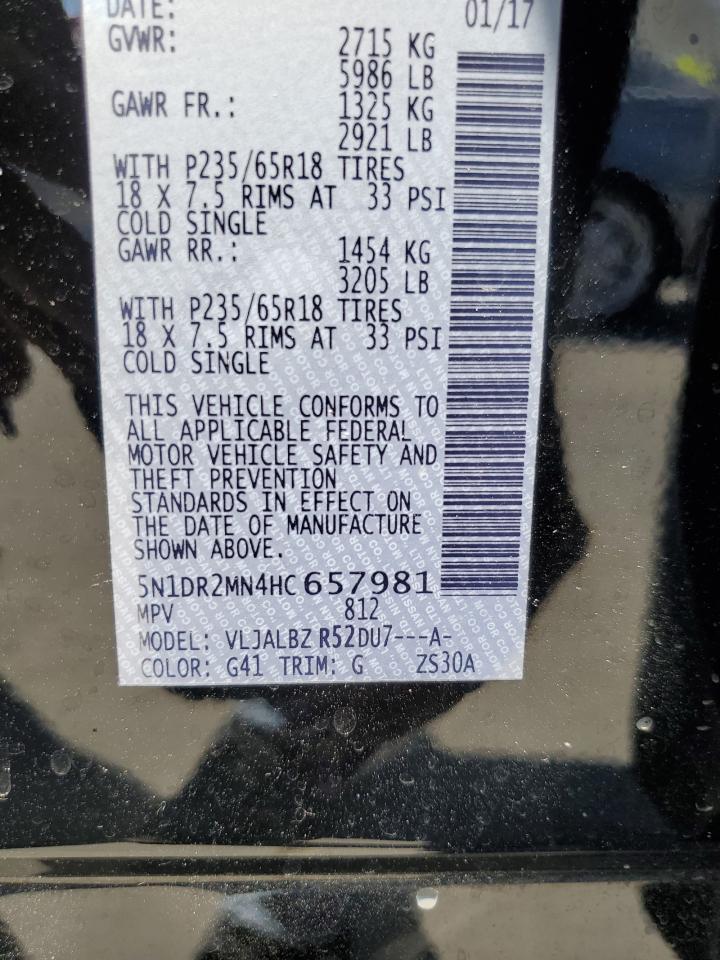 DATE: 01/17
GVWR: 2715 KG
5986 LB
GAWR FR.: 1325 KG
2921 LB
WITH P235/65R18 TIRES
18 X 7.5 RIMS AT 33 PSI
COLD SINGLE
GAWR RR.: 1454 KG
3205 LB
WITH P235/65R18 TIRES
18 X 7.5 RIMS AT 33 PSI
COLD SINGLE
THIS VEHICLE CONFORMS TO
ALL APPLICABLE FEDERAL
MOTOR VEHICLE SAFETY AND
THEFT PREVENTION
STANDARDS IN EFFECT ON
THE DATE OF MANUFACTURE
SHOWN ABOVE.
5N1DR2MN4HC657981
MPV 812
MODEL: VLJALBZ R52DU7---A-
COLOR: G41 TRIM: G ZS30A